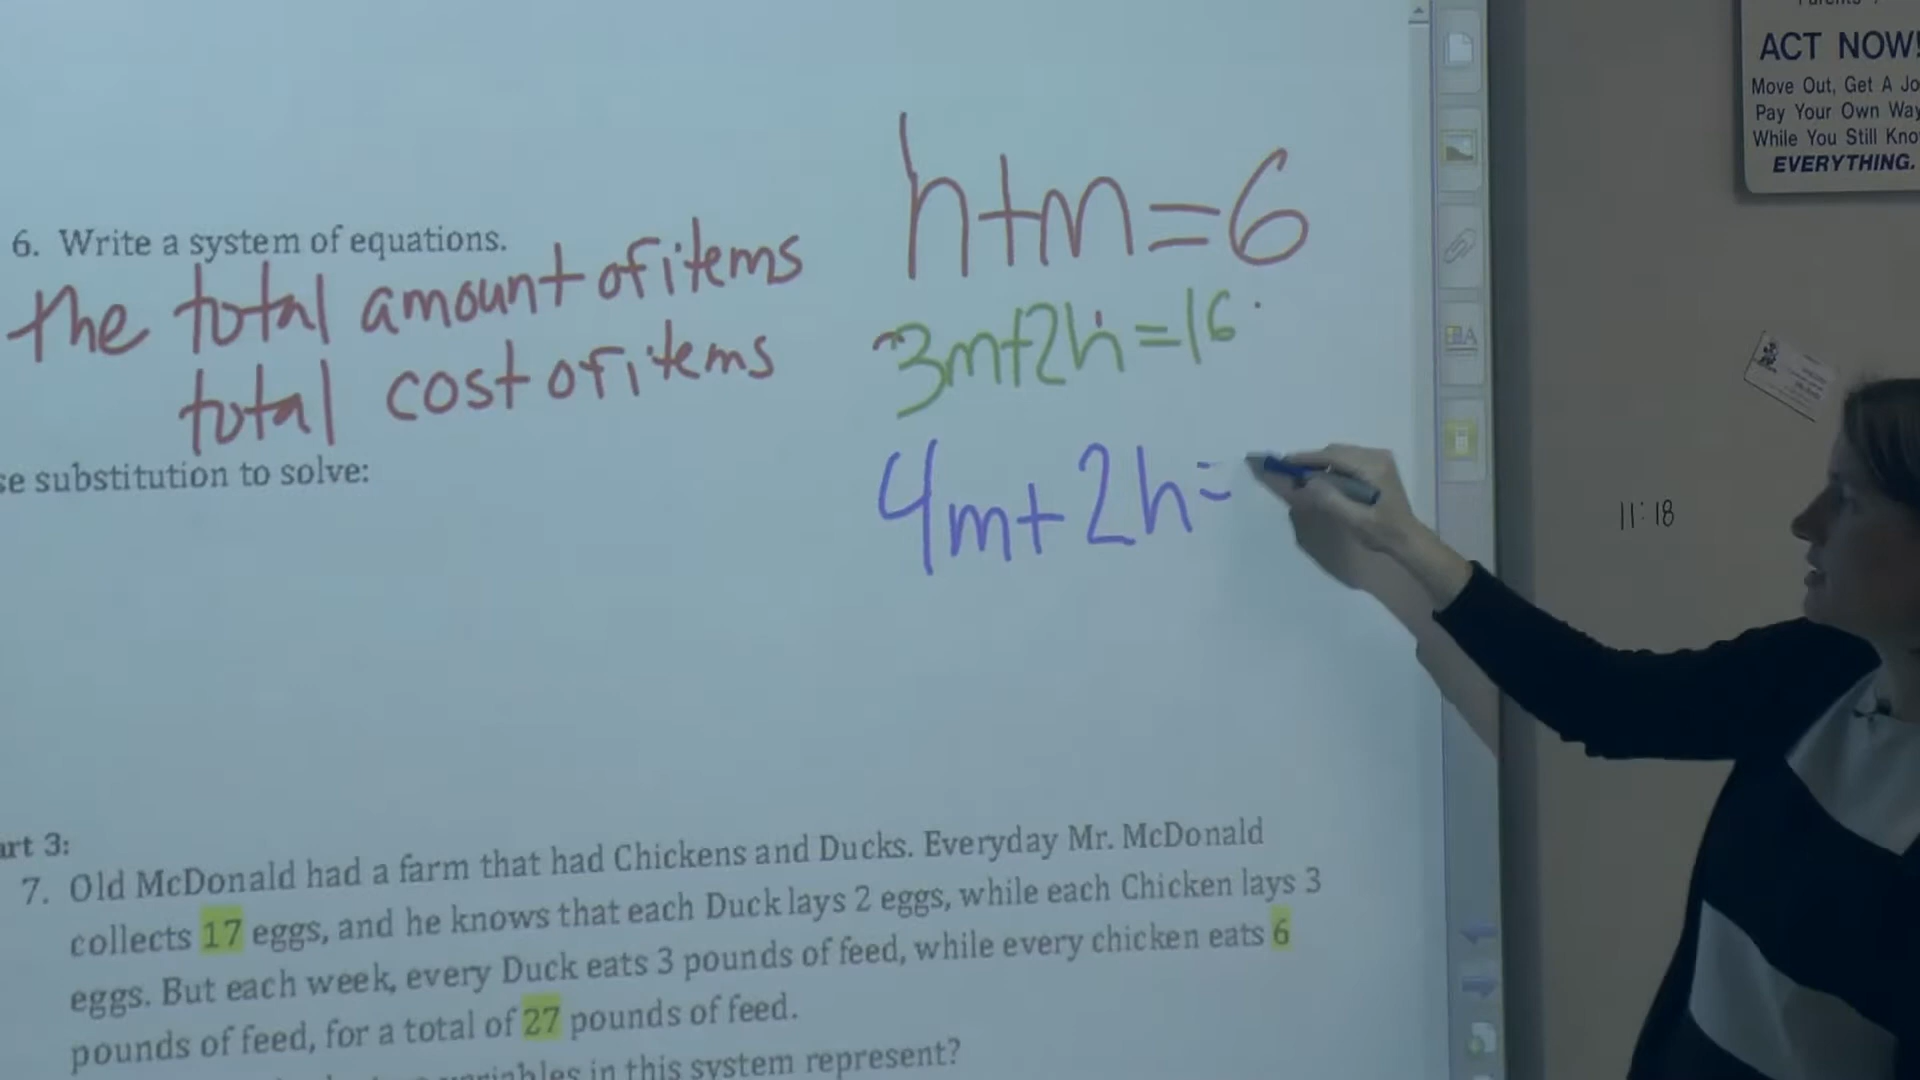 ACT NOW!
Move Out, Get A Jo
Pay Your Own Way
While You Still Kno
EVERYTHING.
6. Write a system of equations.
the total amount of items
total cost of items
h+m=6
3m+2h=16
4m+2h=
se substitution to solve:
11:18
art 3:
7. Old McDonald had a farm that had Chickens and Ducks. Everyday Mr. McDonald
collects 17 eggs, and he knows that each Duck lays 2 eggs, while each Chicken lays 3
eggs. But each week, every Duck eats 3 pounds of feed, while every chicken eats 6
pounds of feed, for a total of 27 pounds of feed.
variables in this system represent?